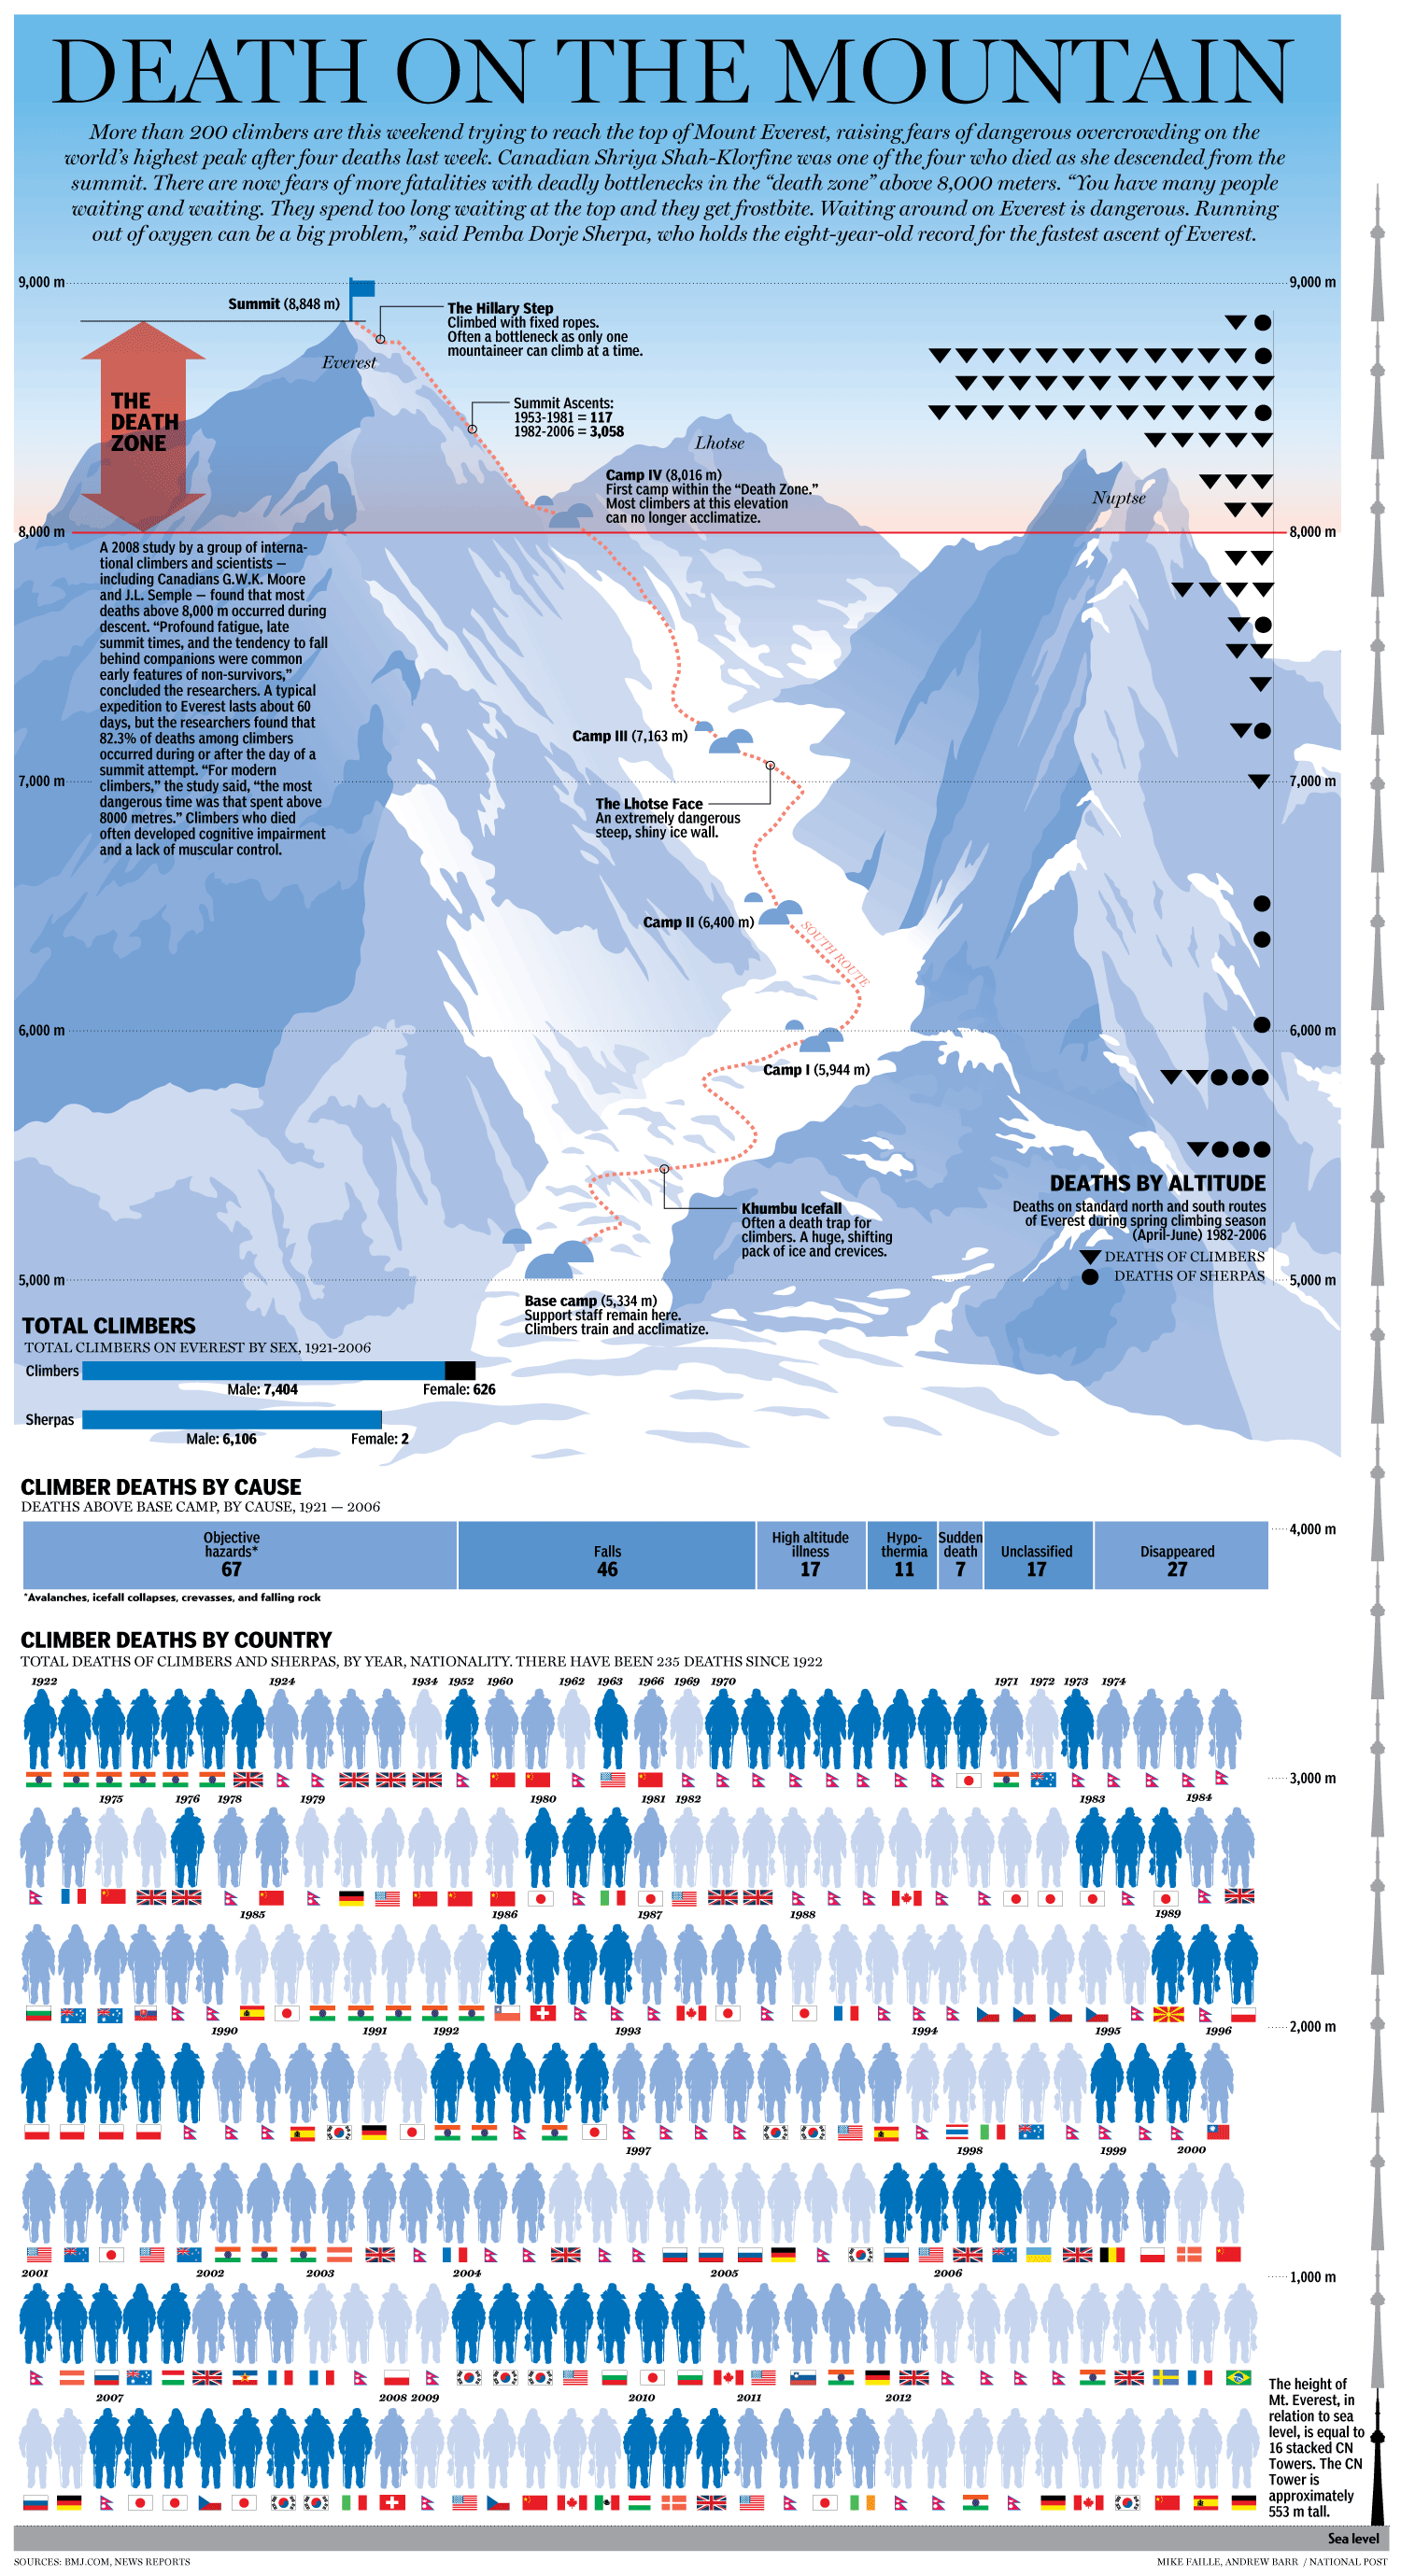 DEATH ON THE MOUNTAIN
More than 200 climbers are this weekend trying to reach the top of Mount Everest, raising fears of dangerous overcrowding on the
world's highest peak after four deaths last week. Canadian Shriya Shah-Klorfine was one of the four who died as she descended from the
summit. There are now fears of more fatalities with deadly bottlenecks in the “death zone” above 8,000 meters. “You have many people
waiting and waiting. They spend too long waiting at the top and they get frostbite. Waiting around on Everest is dangerous. Running
out of oxygen can be a big problem,” said Pemba Dorje Sherpa, who holds the eight-year-old record for the fastest ascent of Everest.
9,000 m
9,000 m
Summit (8,848 m)
The Hillary Step
Climbed with fixed ropes.
Often a bottleneck as only one
mountaineer can climb at a time.
Everest
THE
DEATH
ZONE
Summit Ascents:
1953-1981 = 117
1982-2006 = 3,058
Lhotse
Camp IV (8,016 m)
First camp within the “Death Zone.”
Most climbers at this elevation
can no longer acclimatize.
Nuptse
8,000 m
8,000 m
A 2008 study by a group of interna-
tional climbers and scientists —
including Canadians G.W.K. Moore
and J.L. Semple — found that most
deaths above 8,000 m occurred during
descent. “Profound fatigue, late
summit times, and the tendency to fall
behind companions were common
early features of non-survivors,”
concluded the researchers. A typical
expedition to Everest lasts about 60
days, but the researchers found that
82.3% of deaths among climbers
occurred during or after the day of a
summit attempt. “For modern
climbers,” the study said, “the most
dangerous time was that spent above
8000 metres.” Climbers who died
often developed cognitive impairment
and a lack of muscular control.
Camp III (7,163 m)
7,000 m
7,000 m
The Lhotse Face
An extremely dangerous
steep, shiny ice wall.
Camp II (6,400 m)
SOUTH ROUTE
6,000 m
6,000 m
Camp I (5,944 m)
Khumbu Icefall
Often a death trap for
climbers. A huge, shifting
pack of ice and crevices.
DEATHS BY ALTITUDE
Deaths on standard north and south routes
of Everest during spring climbing season
(April-June) 1982-2006
DEATHS OF CLIMBERS
DEATHS OF SHERPAS
5,000 m
5,000 m
Base camp (5,334 m)
Support staff remain here.
Climbers train and acclimatize.
TOTAL CLIMBERS
TOTAL CLIMBERS ON EVEREST BY SEX, 1921-2006
Climbers
Male: 7,404 Female: 626
Sherpas
Male: 6,106 Female: 2
CLIMBER DEATHS BY CAUSE
DEATHS ABOVE BASE CAMP, BY CAUSE, 1921 — 2006
4,000 m
Objective
hazards*
67
Falls
46
High altitude
illness
17
Hypo-
thermia
11
Sudden
death
7
Unclassified
17
Disappeared
27
*Avalanches, icefall collapses, crevasses, and falling rock
CLIMBER DEATHS BY COUNTRY
TOTAL DEATHS OF CLIMBERS AND SHERPAS, BY YEAR, NATIONALITY. THERE HAVE BEEN 235 DEATHS SINCE 1922
1922 1924 1934 1952 1960 1962 1963 1966 1969 1970 1971 1972 1973 1974
3,000 m
1975 1976 1978 1979 1980 1981 1982 1983 1984
1985 1986 1987 1988 1989
2,000 m
1990 1991 1992 1993 1994 1995 1996
1997 1998 1999 2000
1,000 m
2001 2002 2003 2004 2005 2006
2007 2008 2009 2010 2011 2012
The height of
Mt. Everest, in
relation to sea
level, is equal to
16 stacked CN
Towers. The CN
Tower is
approximately
553 m tall.
Sea level
SOURCES: BMJ.COM, NEWS REPORTS
MIKE FAILLE, ANDREW BARR / NATIONAL POST